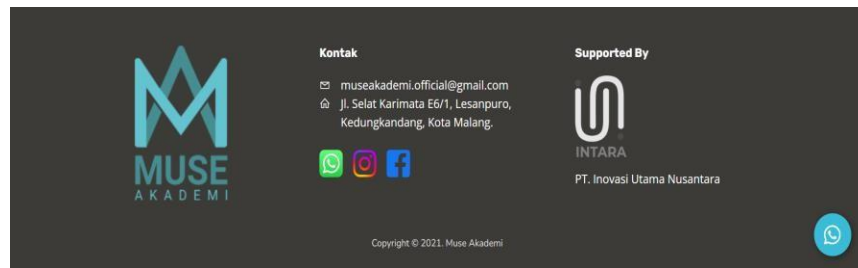 MUSE
AKADEMI
Kontak
museakademi.official@gmail.com
Jl. Selat Karimata E6/1, Lesanpuro,
Kedungkandang, Kota Malang.
Supported By
INTARA
PT. Inovasi Utama Nusantara
Copyright © 2021. Muse Akademi